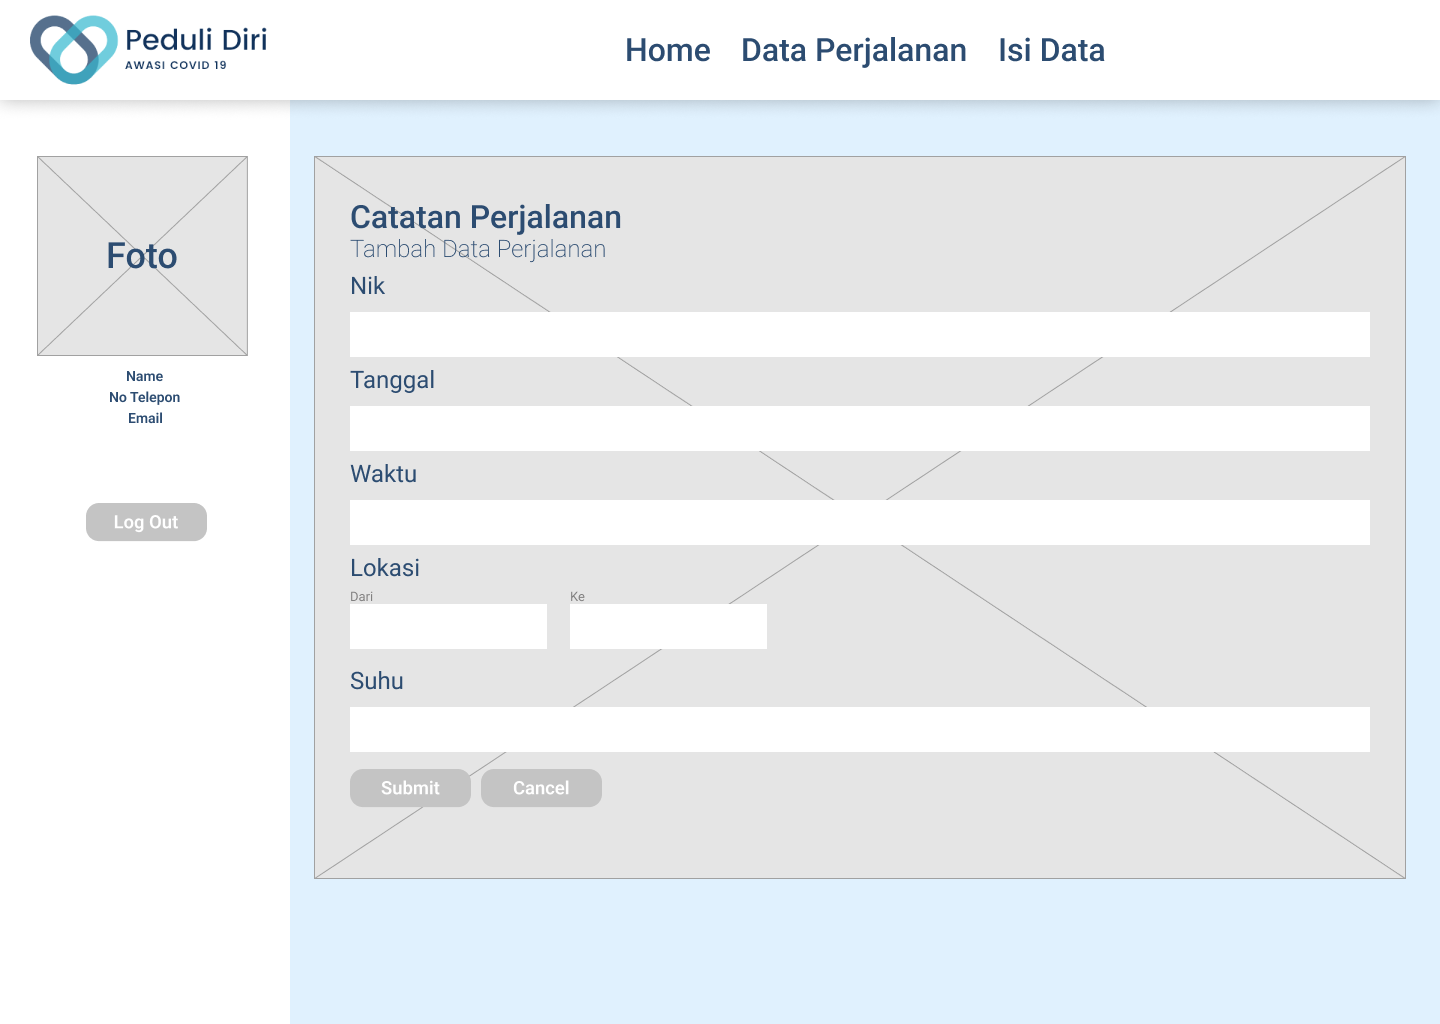 Peduli Diri
AWASI COVID 19
Home Data Perjalanan Isi Data
Foto
Name
No Telepon
Email
Log Out
Catatan Perjalanan
Tambah Data Perjalanan
Nik
Tanggal
Waktu
Lokasi
Dari Ke
Suhu
Submit Cancel